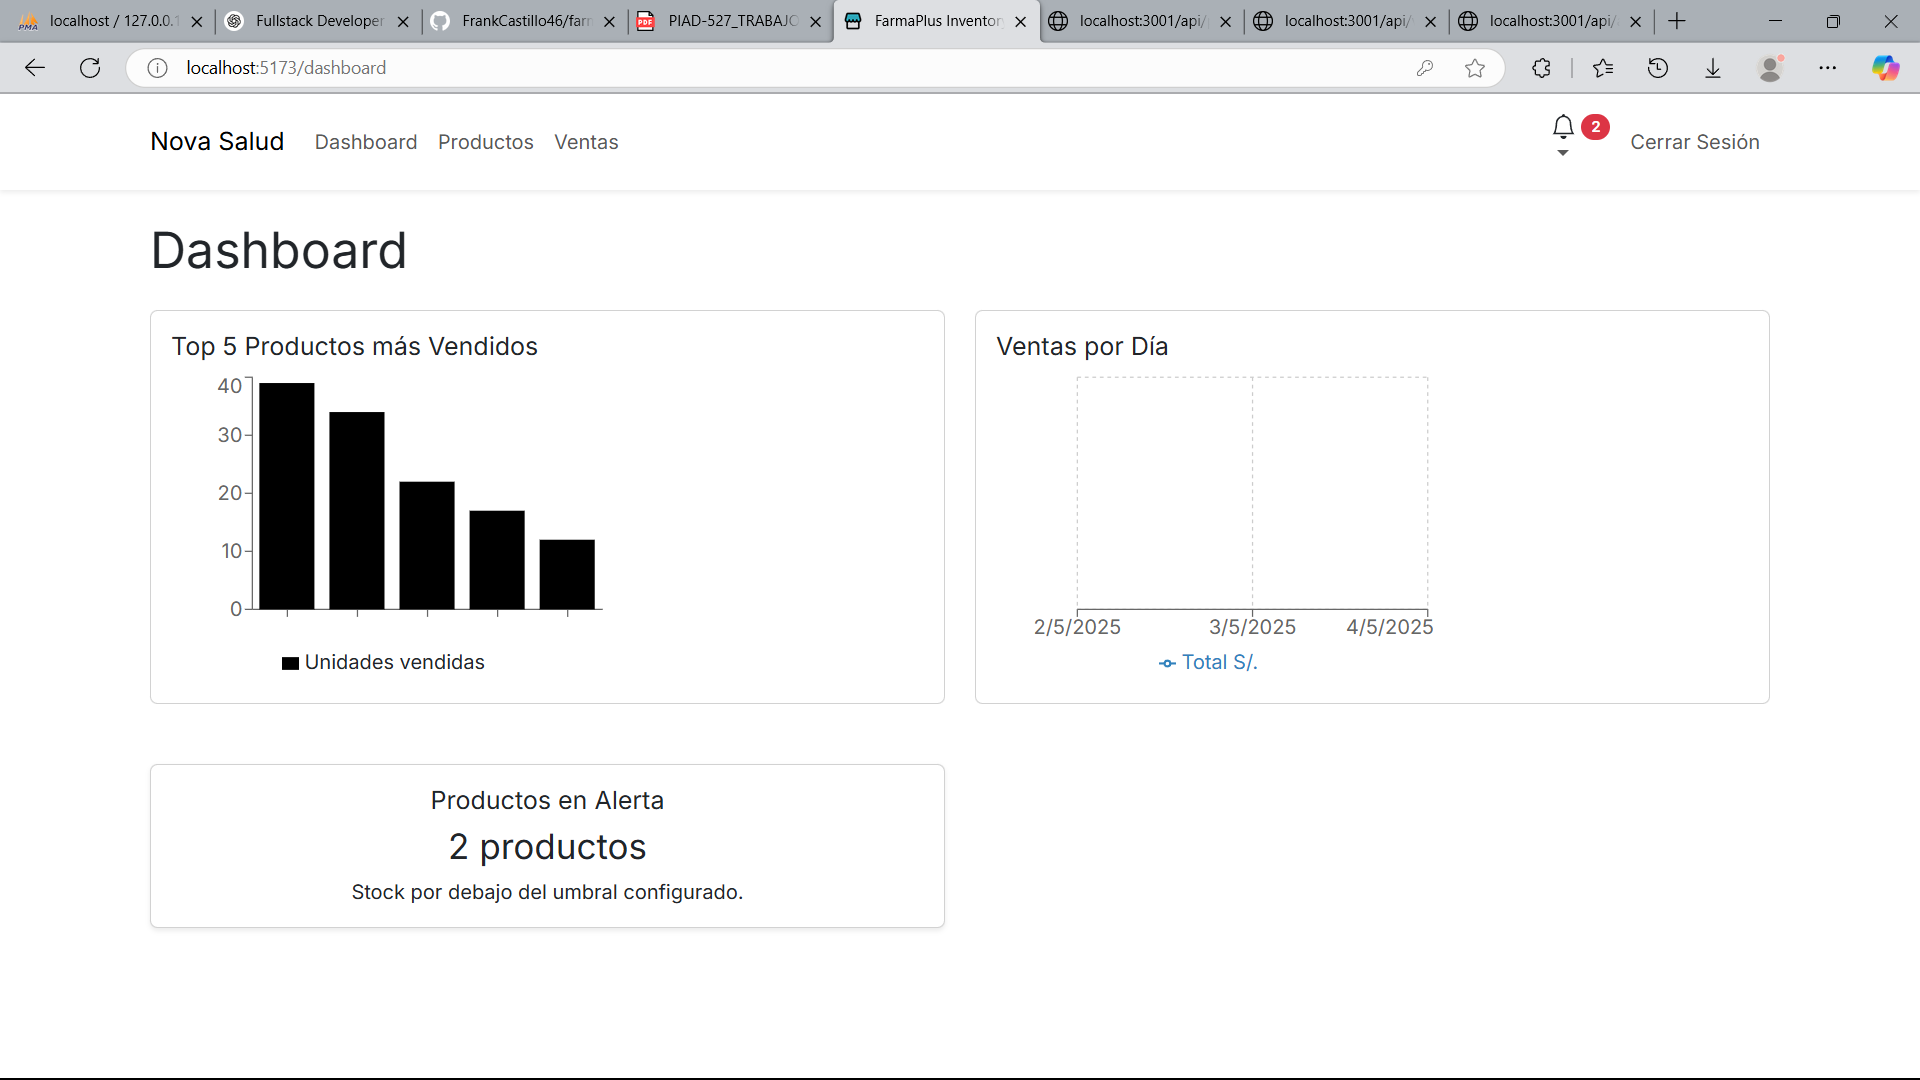 localhost / 127.0.0.1
Fullstack Developer
FrankCastillo46/farm
PIAD-527_TRABAJO
FarmaPlus Inventory
localhost:3001/api/
localhost:3001/api/
localhost:3001/api/
localhost:5173/dashboard
Nova Salud
Dashboard
Productos
Ventas
2
Cerrar Sesión
Dashboard
Top 5 Productos más Vendidos
40
30
20
10
0
Unidades vendidas
Ventas por Día
2/5/2025
3/5/2025
4/5/2025
Total S/.
Productos en Alerta
2 productos
Stock por debajo del umbral configurado.